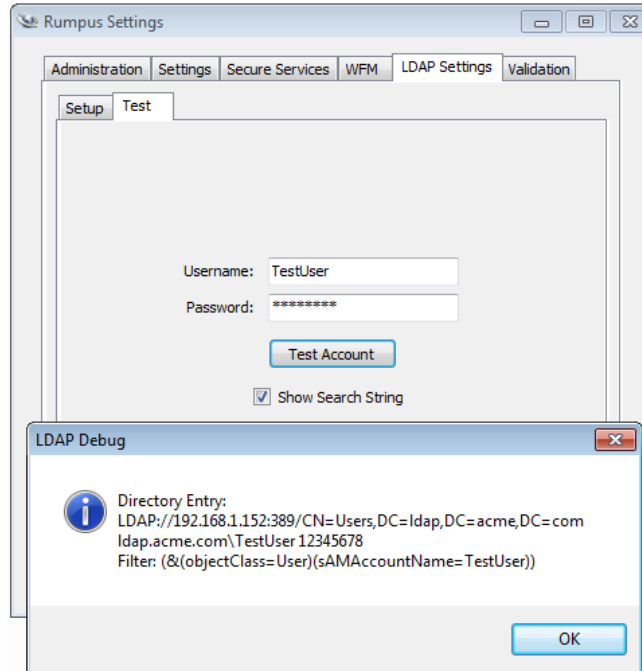 Rumpus Settings
Administration Settings Secure Services WFM LDAP Settings Validation
Setup Test
Username: TestUser
Password: ********
Test Account
Show Search String
LDAP Debug
Directory Entry:
LDAP://192.168.1.152:389/CN=Users,DC=ldap,DC=acme,DC=com
ldap.acme.com\TestUser 12345678
Filter: (&(objectClass=User)(sAMAccountName=TestUser))
OK